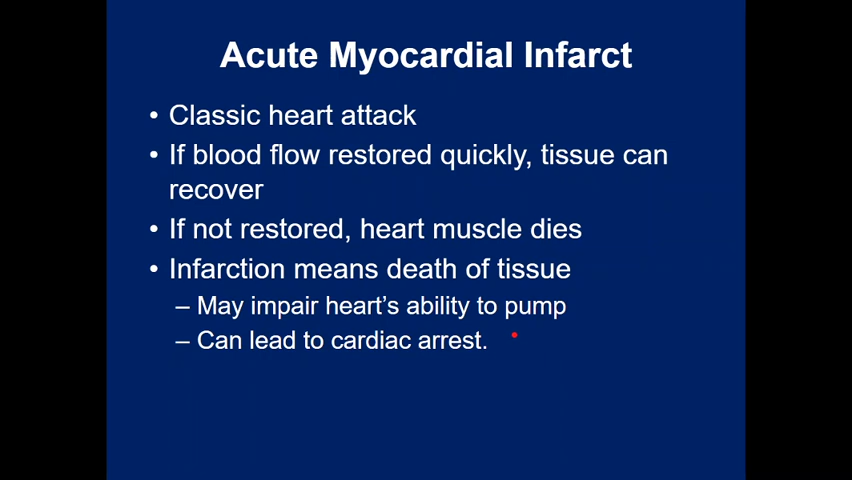 Acute Myocardial Infarct
• Classic heart attack
• If blood flow restored quickly, tissue can
recover
• If not restored, heart muscle dies
• Infarction means death of tissue
– May impair heart's ability to pump
– Can lead to cardiac arrest.